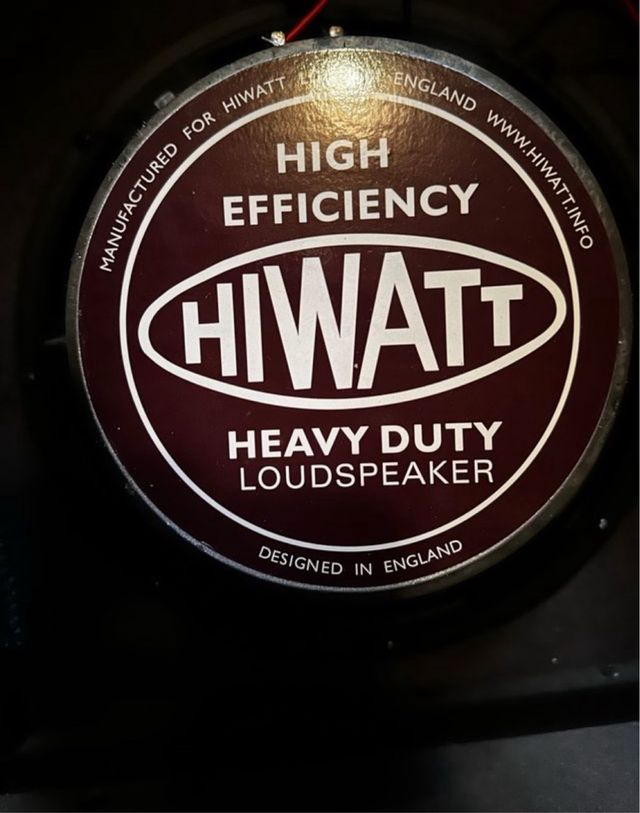 MANUFACTURED FOR HIWATT ENGLAND WWW.HIWATT.INFO
HIGH
EFFICIENCY
HIWATT
HEAVY DUTY
LOUDSPEAKER
DESIGNED IN ENGLAND